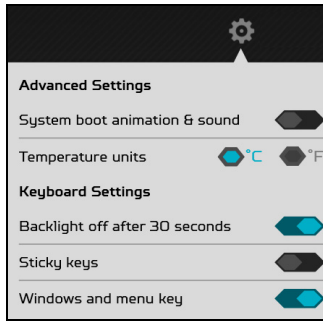 Advanced Settings
System boot animation & sound
Temperature units °C °F
Keyboard Settings
Backlight off after 30 seconds
Sticky keys
Windows and menu key